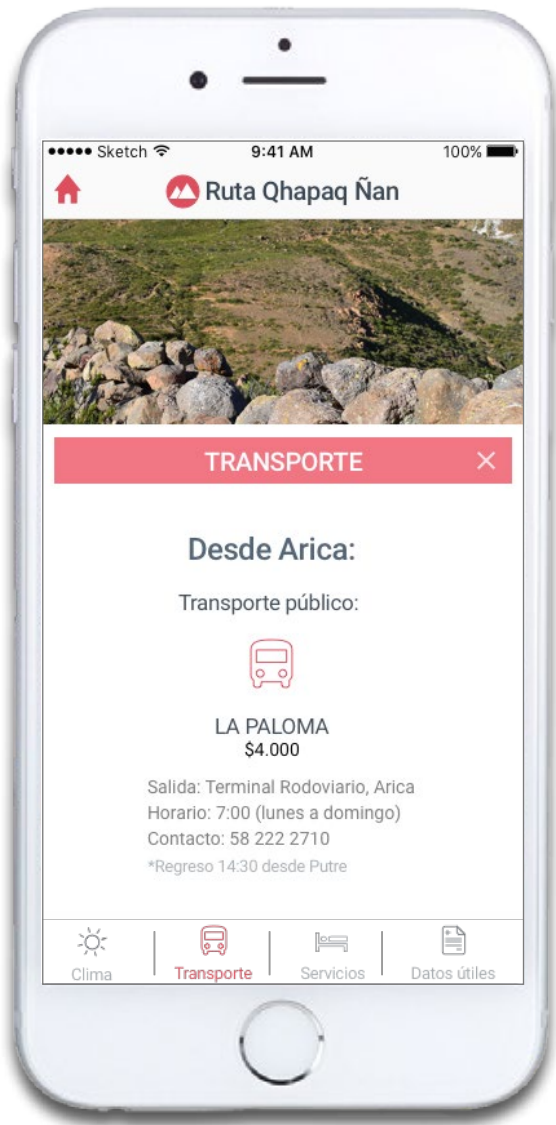 Sketch
9:41 AM
100%
Ruta Qhapaq Ñan
TRANSPORTE
Desde Arica:
Transporte público:
LA PALOMA
$4.000
Salida: Terminal Rodoviario, Arica
Horario: 7:00 (lunes a domingo)
Contacto: 58 222 2710
*Regreso 14:30 desde Putre
Clima
Transporte
Servicios
Datos útiles